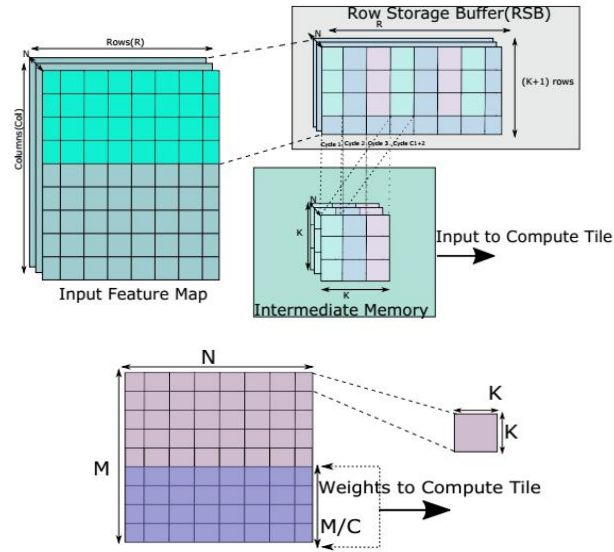 Row Storage Buffer(RSB)
Rows(R)
R
N
N
Columns(Col)
(K+1) rows
Cycle 1
Cycle 2
Cycle 3
Cycle C1+2
N
K
K
Input to Compute Tile
Input Feature Map
Intermediate Memory
N
K
K
M
Weights to Compute Tile
M/C